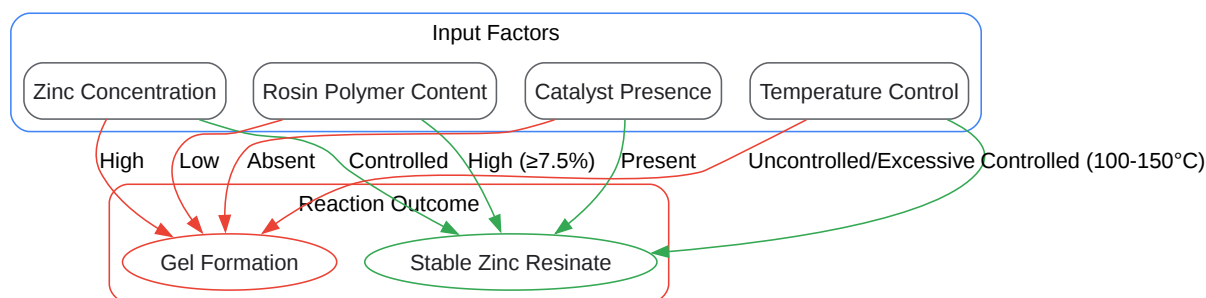 Input Factors
Zinc Concentration
Rosin Polymer Content
Catalyst Presence
Temperature Control
High
Low
Absent
Controlled
High (≥7.5%)
Present
Uncontrolled/Excessive
Controlled (100-150°C)
Reaction Outcome
Gel Formation
Stable Zinc Resinate